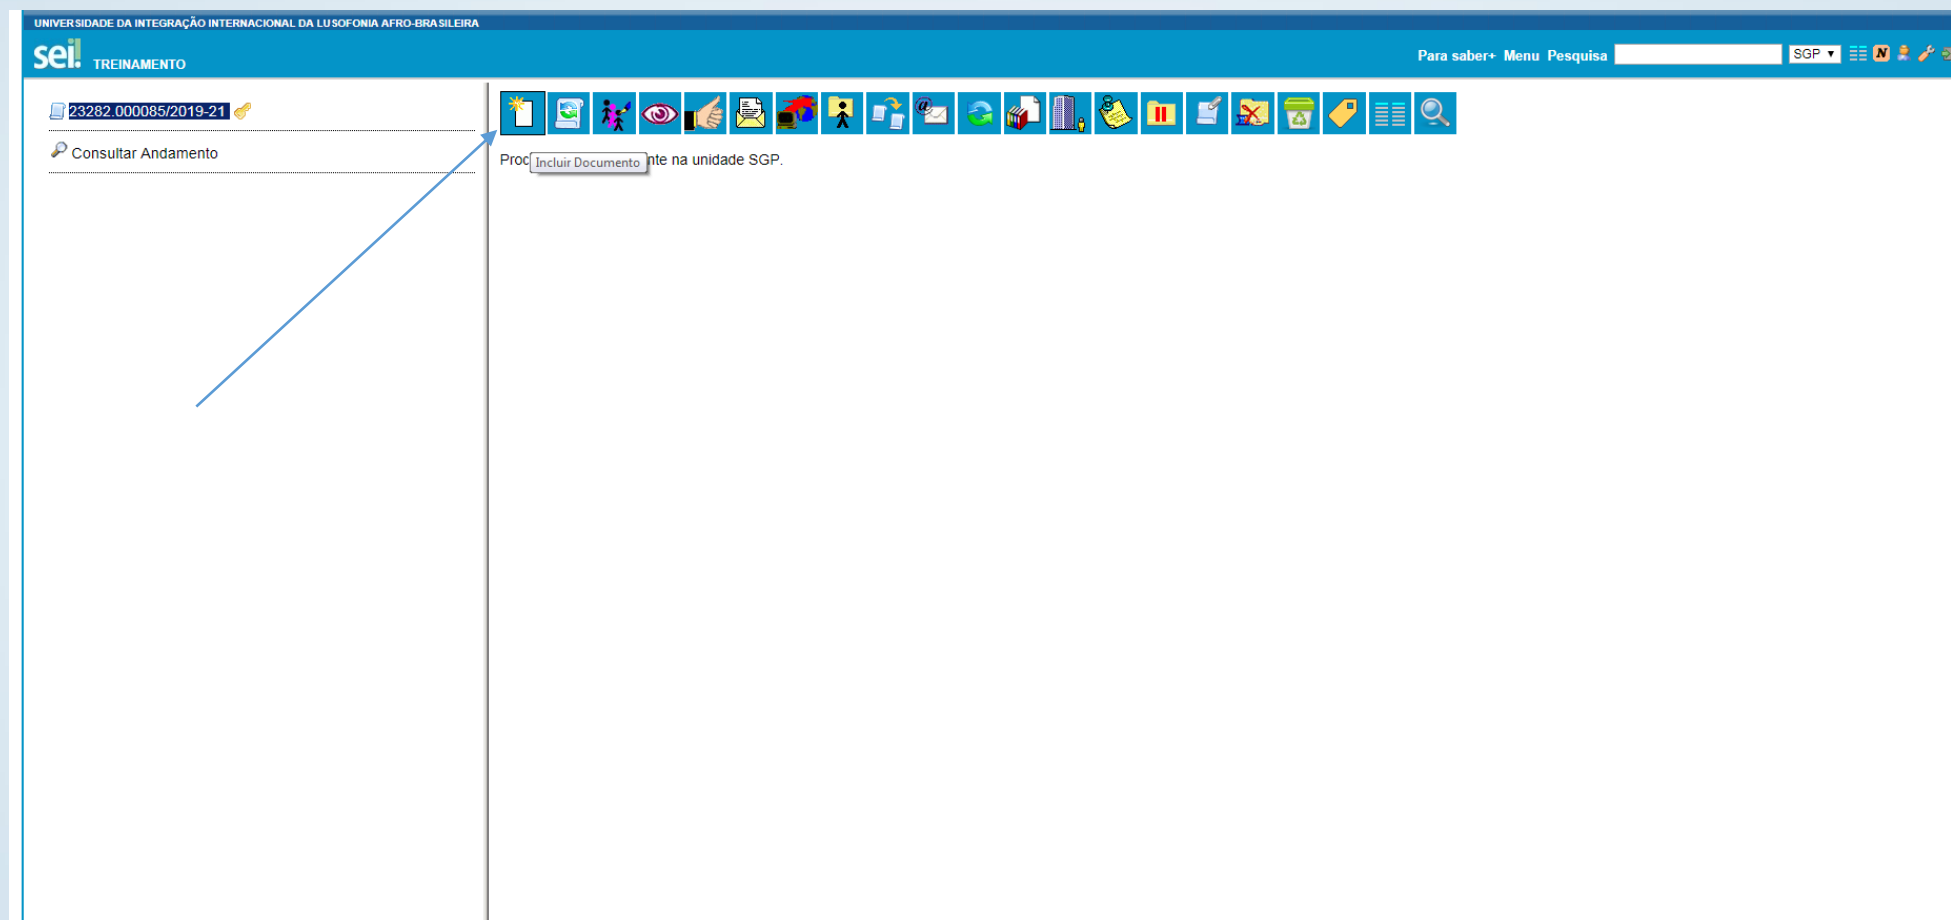 UNIVERSIDADE DA INTEGRAÇÃO INTERNACIONAL DA LUSOFONIA AFRO-BRASILEIRA
sei! TREINAMENTO
Para saber+ Menu Pesquisa SGP
23282.000085/2019-21
Consultar Andamento
Proc nte na unidade SGP.
Incluir Documento